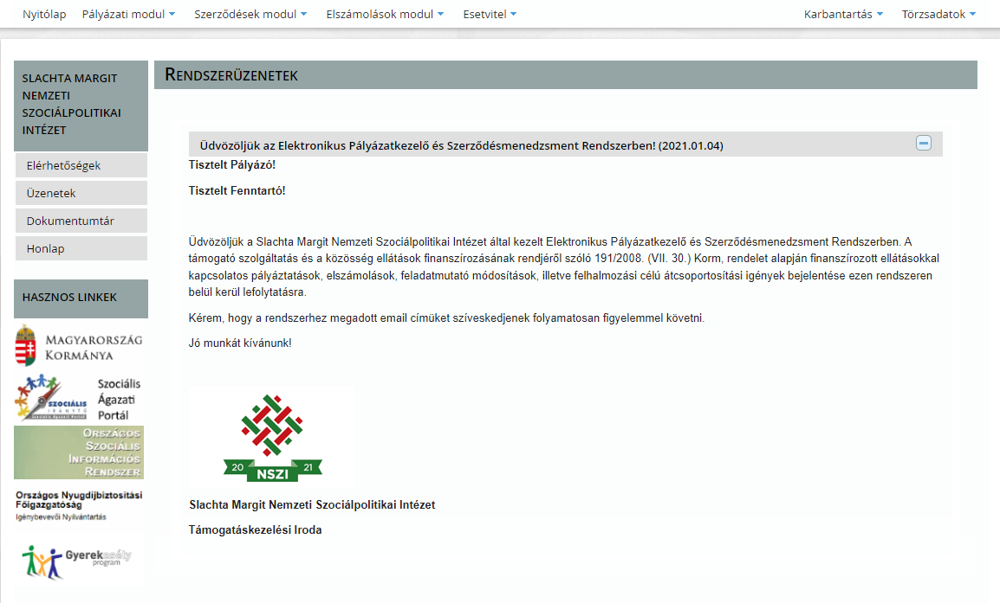 Nyitólap Pályázati modul Szerződések modul Elszámolások modul Esetvitel Karbantartás Törzsadatok
SLACHTA MARGIT
NEMZETI
SZOCIÁLPOLITIKAI
INTÉZET
Elérhetőségek
Üzenetek
Dokumentumtár
Honlap
HASZNOS LINKEK
MAGYARORSZÁG
KORMÁNYA
SZOCIÁLIS
IRÁNYTŰ
Szociális Ágazati Portál
Szociális
Ágazati
Portál
ORSZÁGOS
SZOCIÁLIS
INFORMÁCIÓS
RENDSZER
Országos Nyugdíjbiztosítási
Főigazgatóság
Igénybevevői Nyilvántartás
Gyerekesély
program
RENDSZERÜZENETEK
Üdvözöljük az Elektronikus Pályázatkezelő és Szerződésmenedzsment Rendszerben! (2021.01.04)
Tisztelt Pályázó!
Tisztelt Fenntartó!
Üdvözöljük a Slachta Margit Nemzeti Szociálpolitikai Intézet által kezelt Elektronikus Pályázatkezelő és Szerződésmenedzsment Rendszerben. A
támogató szolgáltatás és a közösség ellátások finanszírozásának rendjéről szóló 191/2008. (VII. 30.) Korm, rendelet alapján finanszírozott ellátásokkal
kapcsolatos pályáztatások, elszámolások, feladatmutató módosítások, illetve felhalmozási célú átcsoportosítási igények bejelentése ezen rendszeren
belül kerül lefolytatásra.
Kérem, hogy a rendszerhez megadott email címüket szíveskedjenek folyamatosan figyelemmel követni.
Jó munkát kívánunk!
20 NSZI 21
Slachta Margit Nemzeti Szociálpolitikai Intézet
Támogatáskezelési Iroda